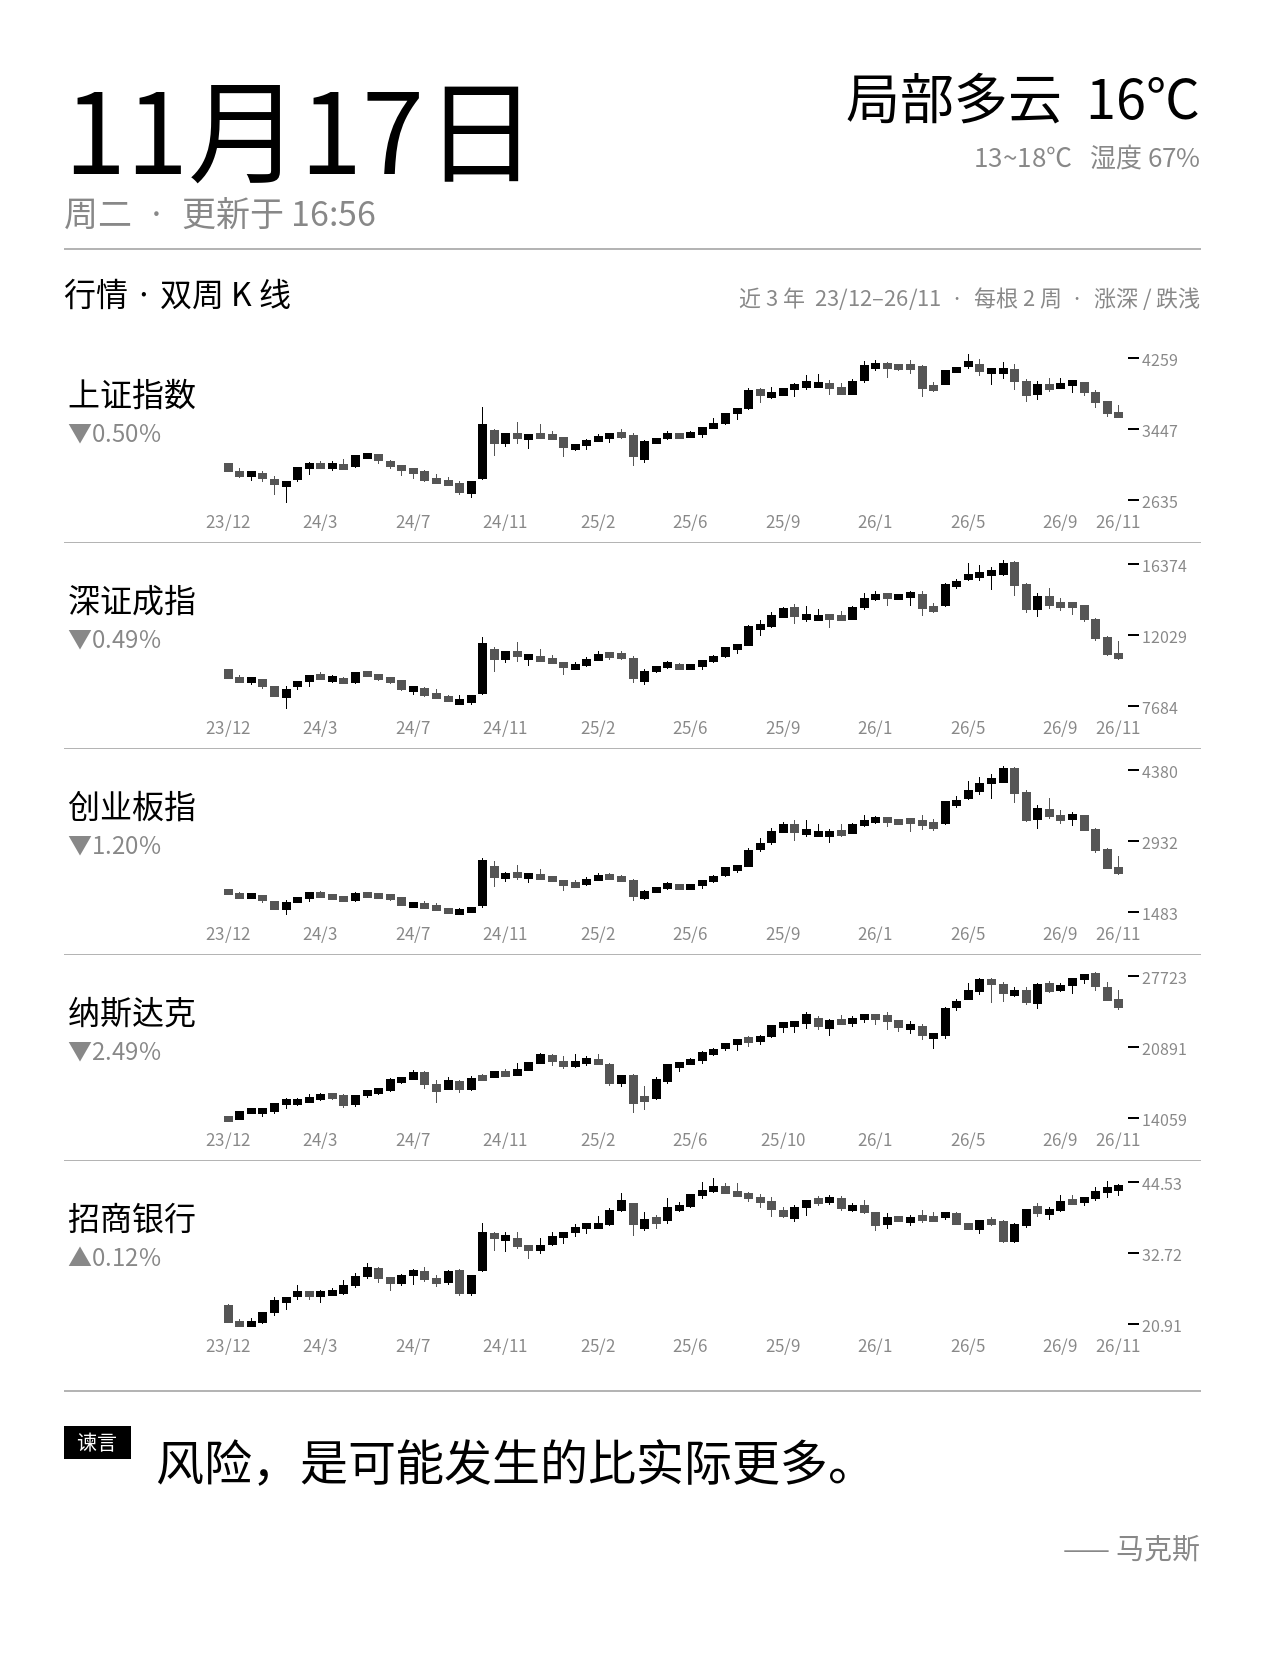 11月17日
局部多云 16℃
13~18℃ 湿度 67%
周二 · 更新于 16:56
行情 · 双周 K 线
近 3 年 23/12–26/11 · 每根 2 周 · 涨深 / 跌浅
上证指数
▼0.50%
4259
3447
2635
23/12 24/3 24/7 24/11 25/2 25/6 25/9 26/1 26/5 26/9 26/11
深证成指
▼0.49%
16374
12029
7684
23/12 24/3 24/7 24/11 25/2 25/6 25/9 26/1 26/5 26/9 26/11
创业板指
▼1.20%
4380
2932
1483
23/12 24/3 24/7 24/11 25/2 25/6 25/9 26/1 26/5 26/9 26/11
纳斯达克
▼2.49%
27723
20891
14059
23/12 24/3 24/7 24/11 25/2 25/6 25/10 26/1 26/5 26/9 26/11
招商银行
▲0.12%
44.53
32.72
20.91
23/12 24/3 24/7 24/11 25/2 25/6 25/9 26/1 26/5 26/9 26/11
谏言
风险，是可能发生的比实际更多。
—— 马克斯